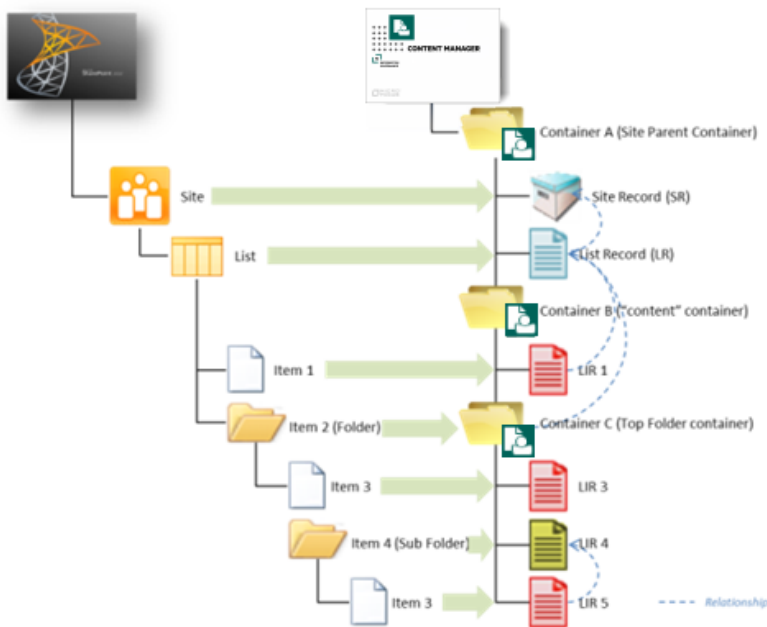 CONTENT MANAGER
Container A (Site Parent Container)
Site
Site Record (SR)
List
List Record (LR)
Container B ("content" container)
Item 1
LIR 1
Item 2 (Folder)
Container C (Top Folder container)
Item 3
LIR 3
Item 4 (Sub Folder)
LIR 4
Item 3
LIR 5
Relationship